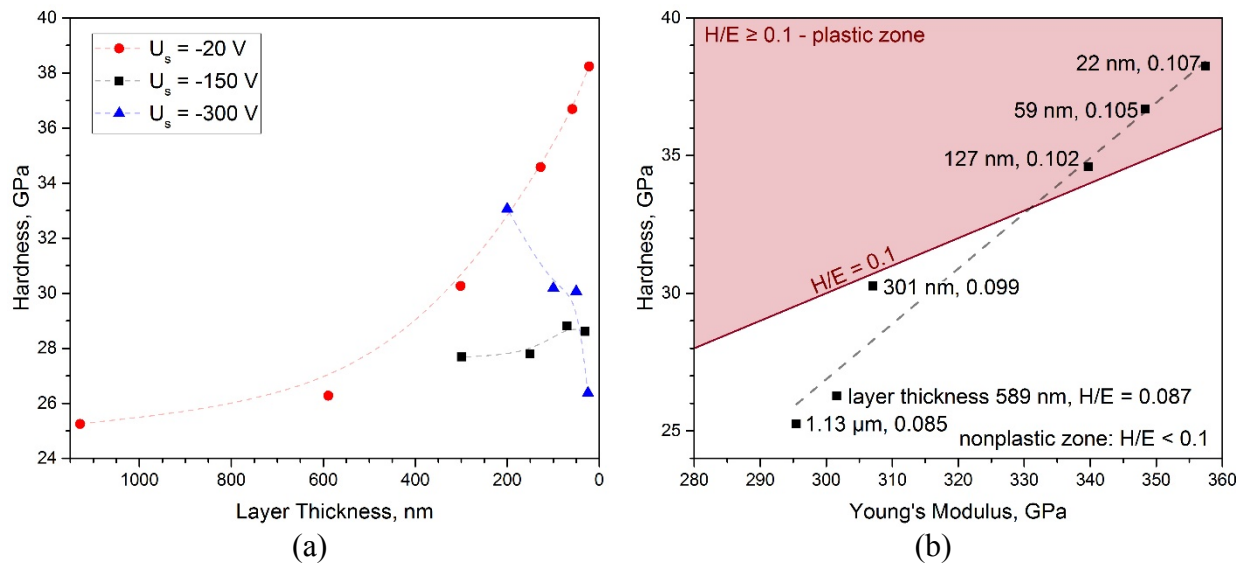 40
38
36
34
32
30
28
26
24
Hardness, GPa
U_s = -20 V
U_s = -150 V
U_s = -300 V
1000 800 600 400 200 0
Layer Thickness, nm
(a)
40
35
30
25
Hardness, GPa
H/E ≥ 0.1 - plastic zone
22 nm, 0.107
59 nm, 0.105
127 nm, 0.102
H/E = 0.1
301 nm, 0.099
layer thickness 589 nm, H/E = 0.087
1.13 µm, 0.085
nonplastic zone: H/E < 0.1
280 290 300 310 320 330 340 350 360
Young's Modulus, GPa
(b)